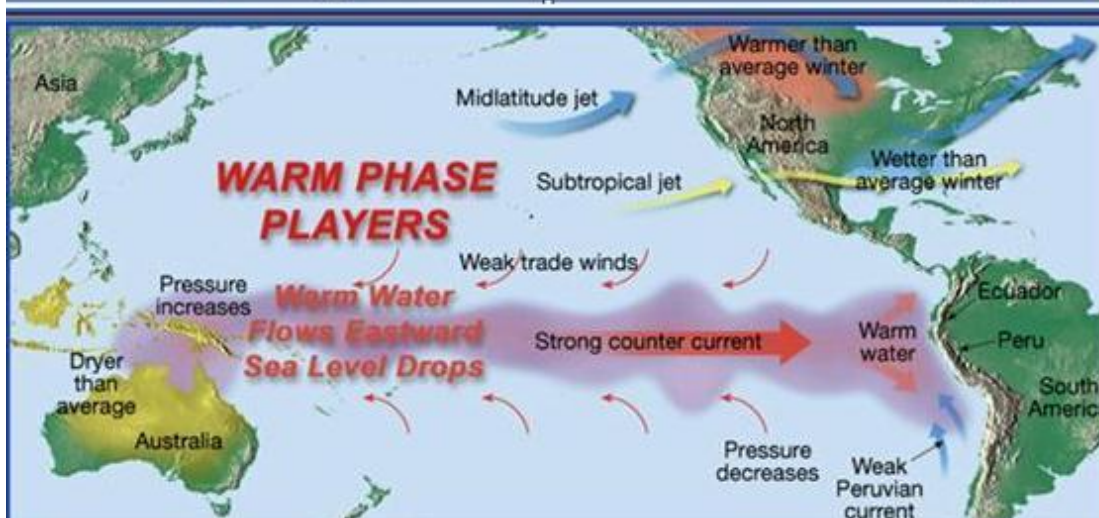 Asia
Midlatitude jet
Warmer than
average winter
North
America
Wetter than
average winter
Subtropical jet
WARM PHASE
PLAYERS
Weak trade winds
Pressure
increases
Warm Water
Flows Eastward
Sea Level Drops
Strong counter current
Warm
water
Ecuador
Peru
South
America
Dryer
than
average
Australia
Pressure
decreases
Weak
Peruvian
current